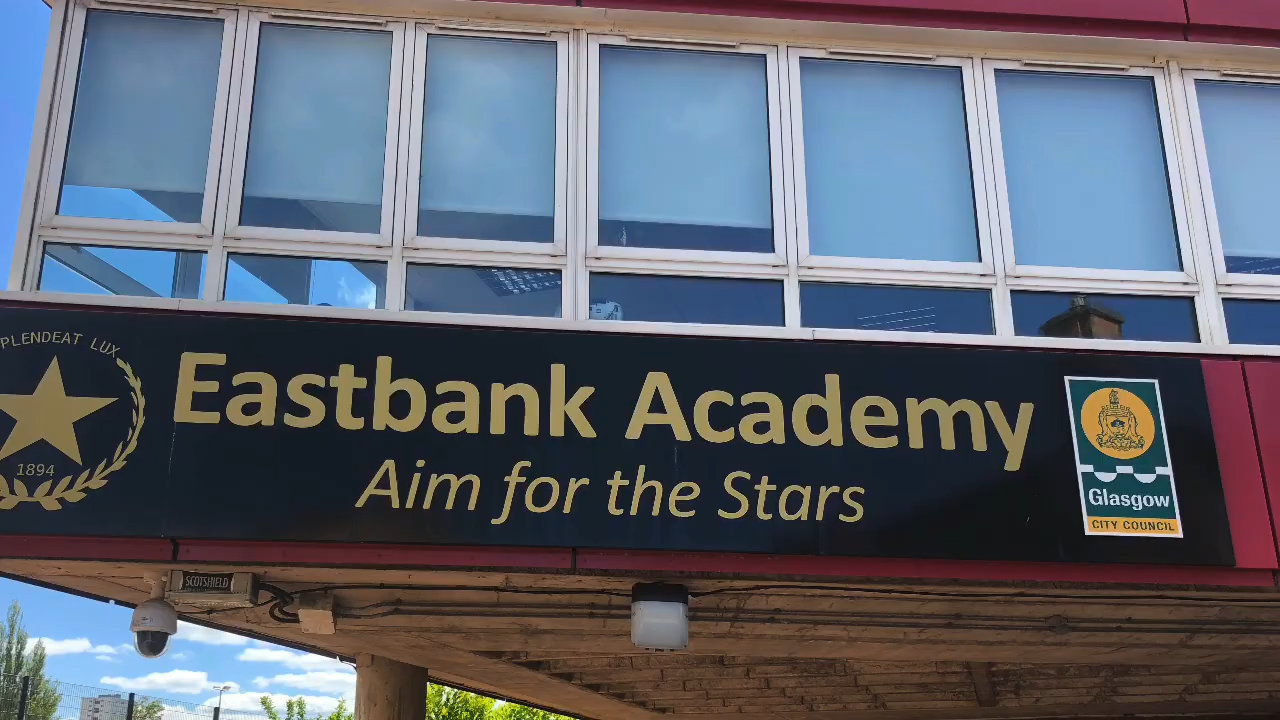 PLENDEAT LUX
1894
Eastbank Academy
Aim for the Stars
Glasgow
CITY COUNCIL
SCOTSHIELD